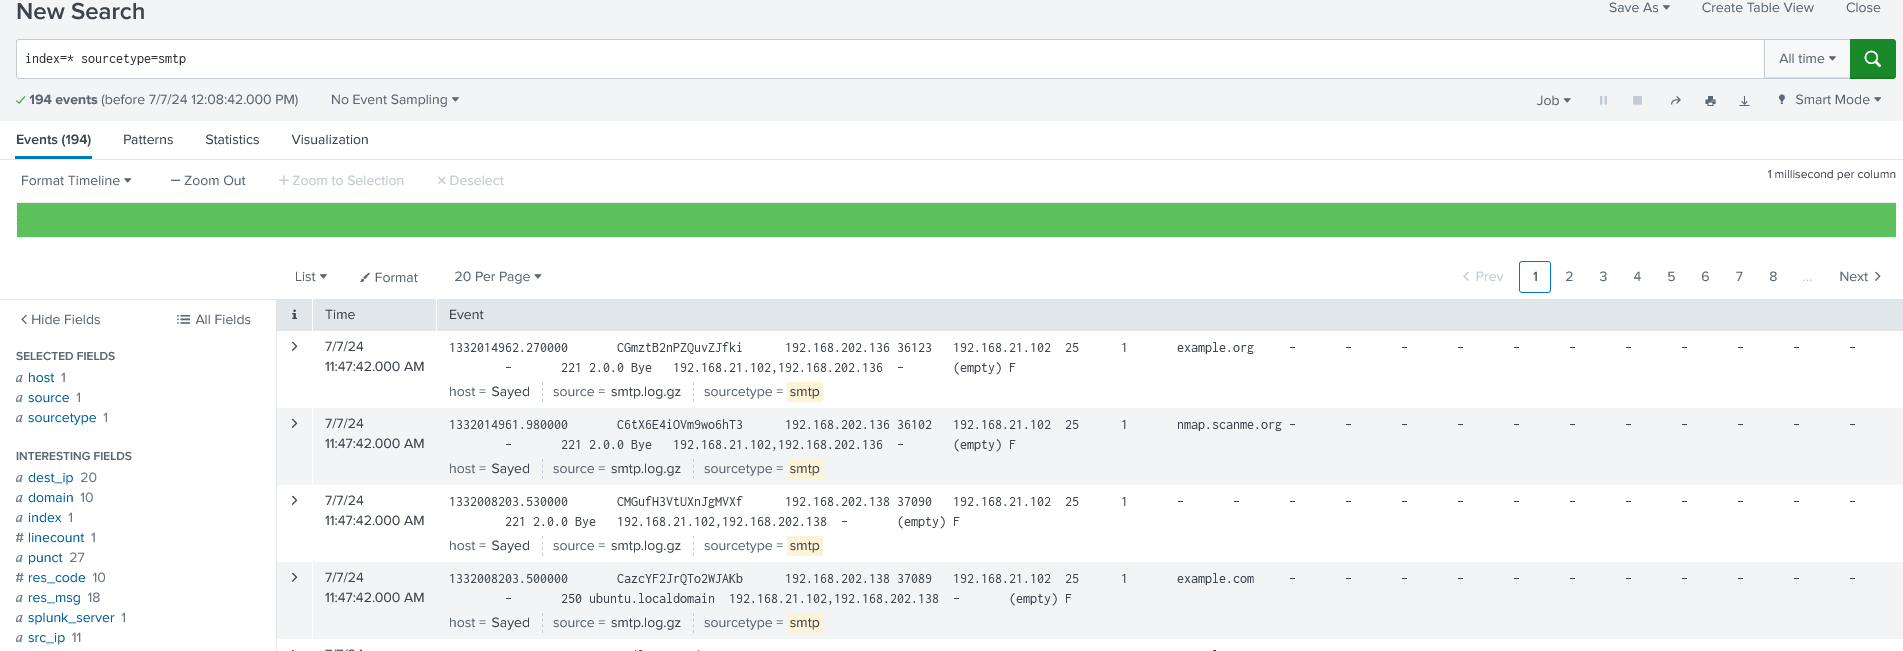 New Search
Save As ▾ Create Table View Close
index=* sourcetype=smtp
All time ▾
✓ 194 events (before 7/7/24 12:08:42.000 PM) No Event Sampling ▾
Job ▾ Smart Mode ▾
Events (194) Patterns Statistics Visualization
Format Timeline ▾ — Zoom Out + Zoom to Selection × Deselect
1 millisecond per column
List ▾ Format 20 Per Page ▾
< Prev 1 2 3 4 5 6 7 8 ... Next >
< Hide Fields All Fields
SELECTED FIELDS
a host 1
a source 1
a sourcetype 1
INTERESTING FIELDS
a dest_ip 20
a domain 10
a index 1
# linecount 1
a punct 27
# res_code 10
a res_msg 18
a splunk_server 1
a src_ip 11
i Time Event
> 7/7/24
11:47:42.000 AM
1332014962.270000 CGmztB2nPZQuvZJfki 192.168.202.136 36123 192.168.21.102 25 1 example.org - - - - - - - - - - -
- 221 2.0.0 Bye 192.168.21.102,192.168.202.136 - (empty) F
host = Sayed source = smtp.log.gz sourcetype = smtp
> 7/7/24
11:47:42.000 AM
1332014961.980000 C6tX6E4iOVm9wo6hT3 192.168.202.136 36102 192.168.21.102 25 1 nmap.scanme.org - - - - - - - - - - -
- 221 2.0.0 Bye 192.168.21.102,192.168.202.136 - (empty) F
host = Sayed source = smtp.log.gz sourcetype = smtp
> 7/7/24
11:47:42.000 AM
1332008203.530000 CMGufH3VtUXnJgMVXf 192.168.202.138 37090 192.168.21.102 25 1 - - - - - - - - - - - - -
221 2.0.0 Bye 192.168.21.102,192.168.202.138 - (empty) F
host = Sayed source = smtp.log.gz sourcetype = smtp
> 7/7/24
11:47:42.000 AM
1332008203.500000 CazcYF2JrQTo2WJAKb 192.168.202.138 37089 192.168.21.102 25 1 example.com - - - - - - - - - - -
- 250 ubuntu.localdomain 192.168.21.102,192.168.202.138 - (empty) F
host = Sayed source = smtp.log.gz sourcetype = smtp